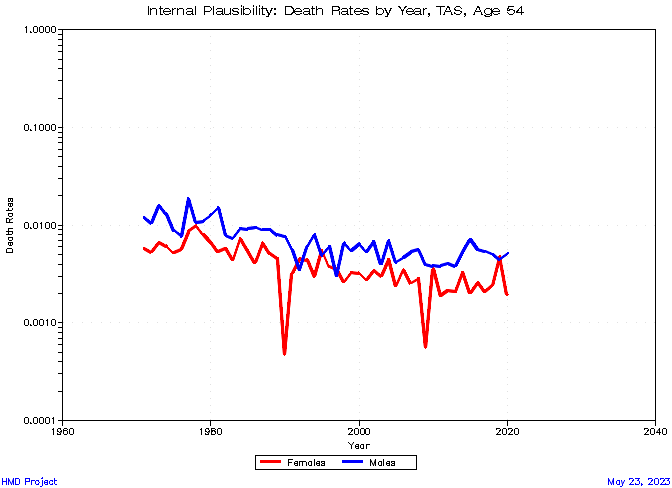 Internal Plausibility: Death Rates by Year, TAS, Age 54
1.0000
0.1000
0.0100
0.0010
0.0001
Death Rates
1960
1980
2000
2020
2040
Year
Females
Males
HMD Project
May 23, 2023